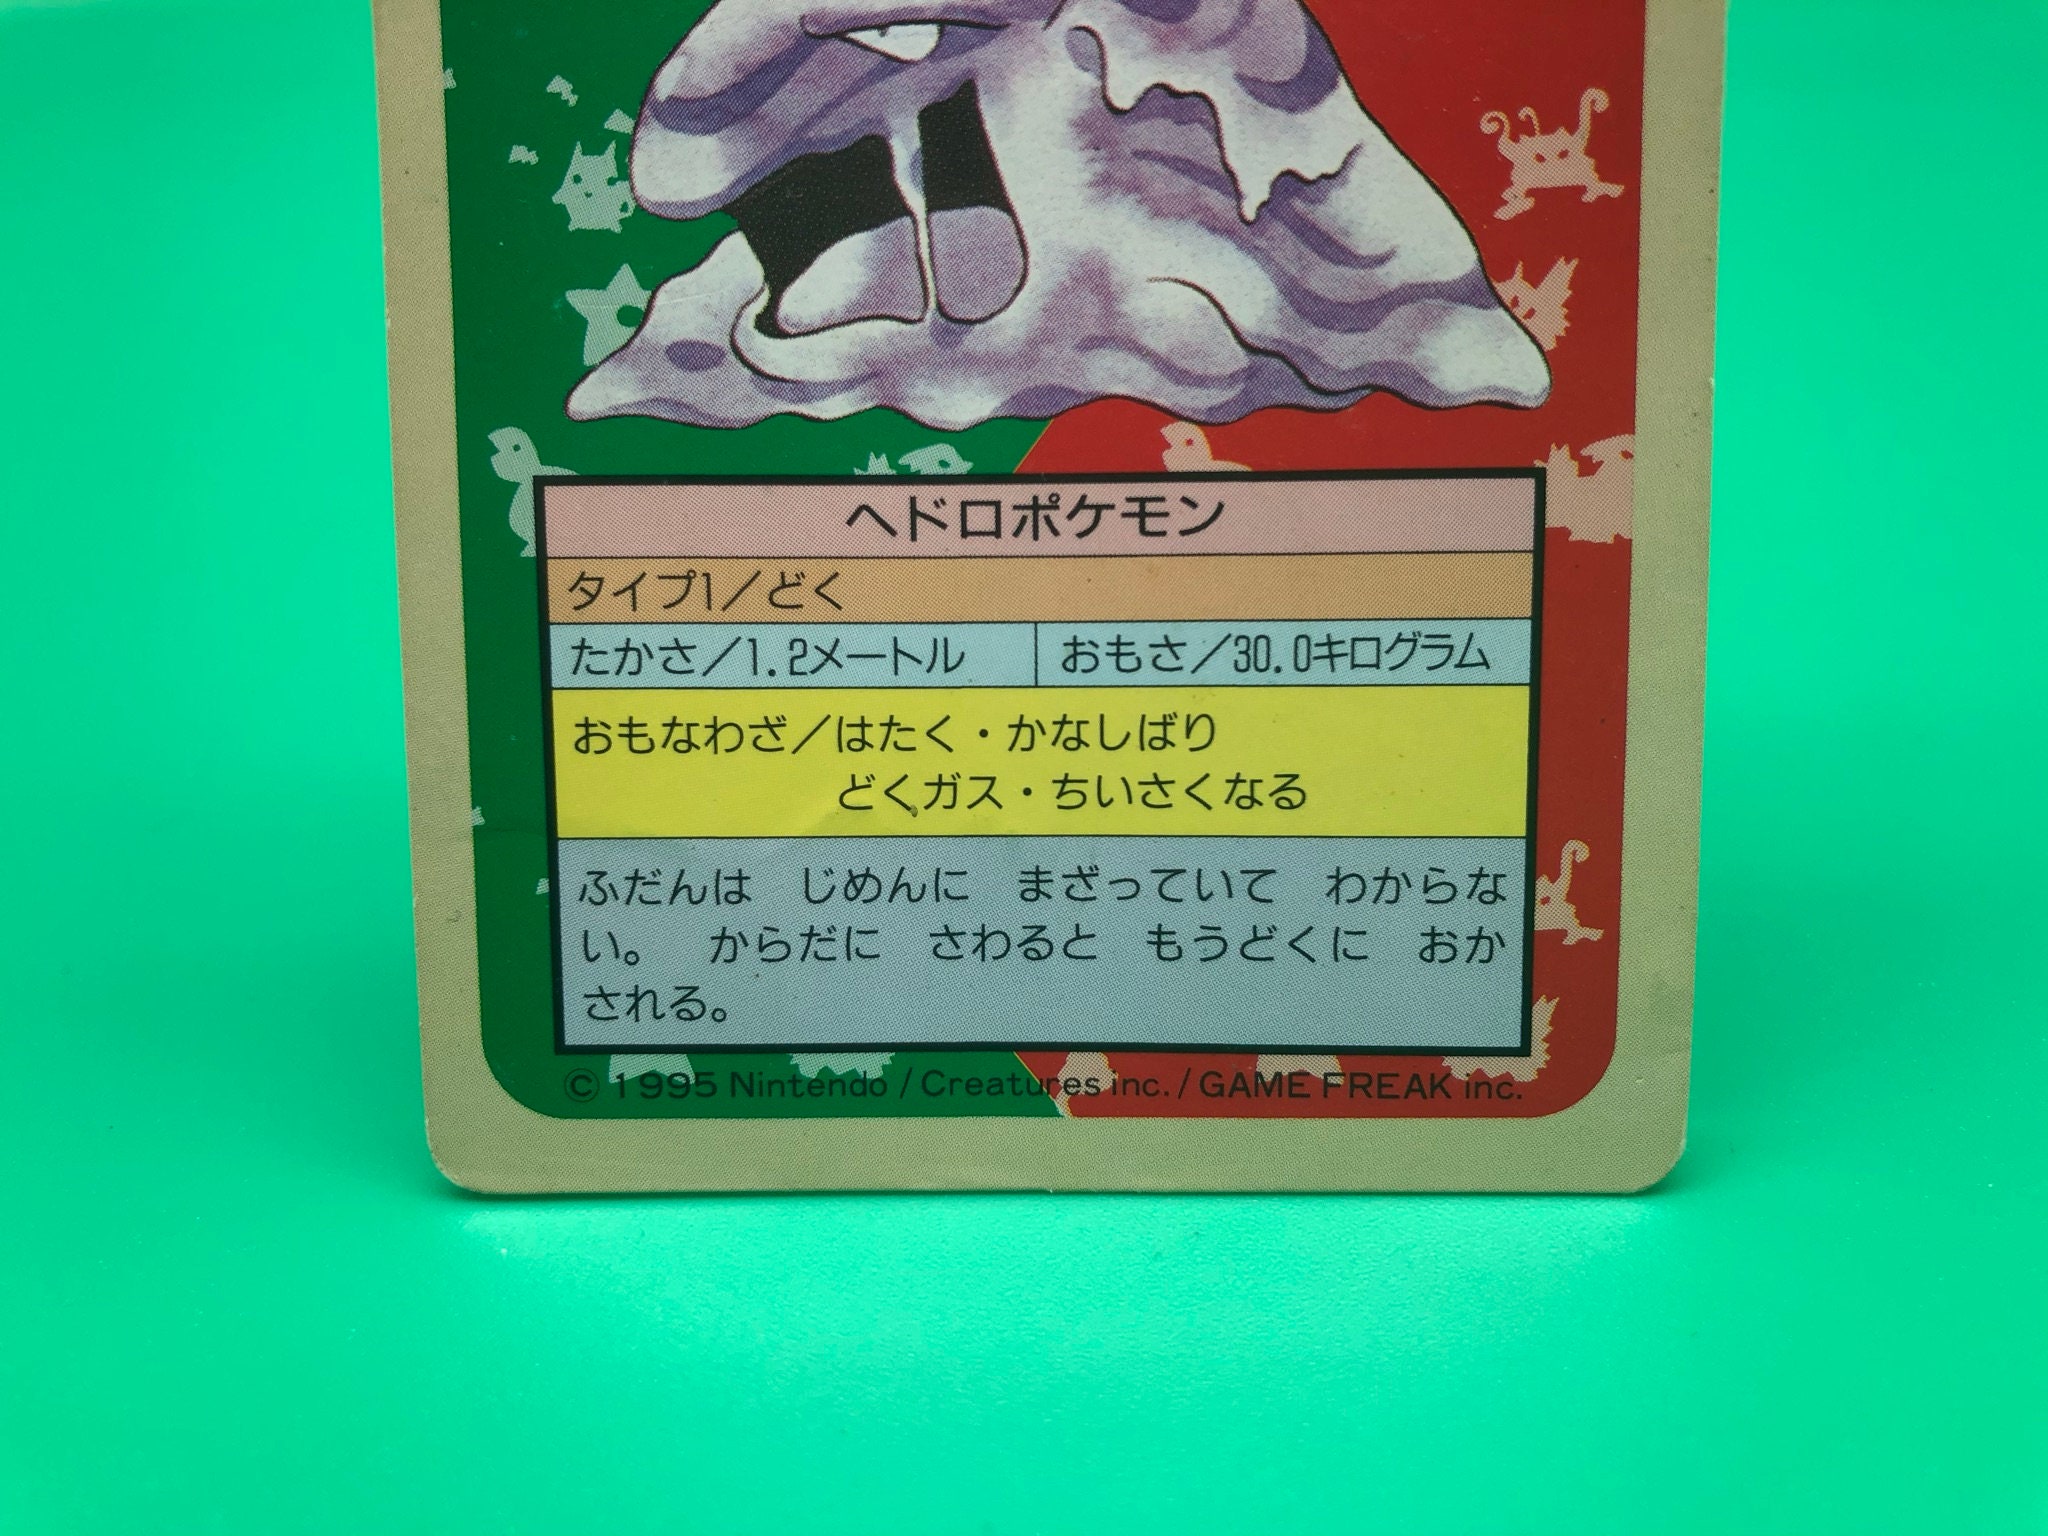 ヘドロポケモン
タイプ1/どく
たかさ/1.2メートル おもさ/30.0キログラム
おもなわざ/はたく・かなしばり
どくガス・ちいさくなる
ふだんは じめんに まざっていて わからな
い。 からだに さわると もうどくに おか
される。
© 1995 Nintendo / Creatures inc. / GAME FREAK inc.